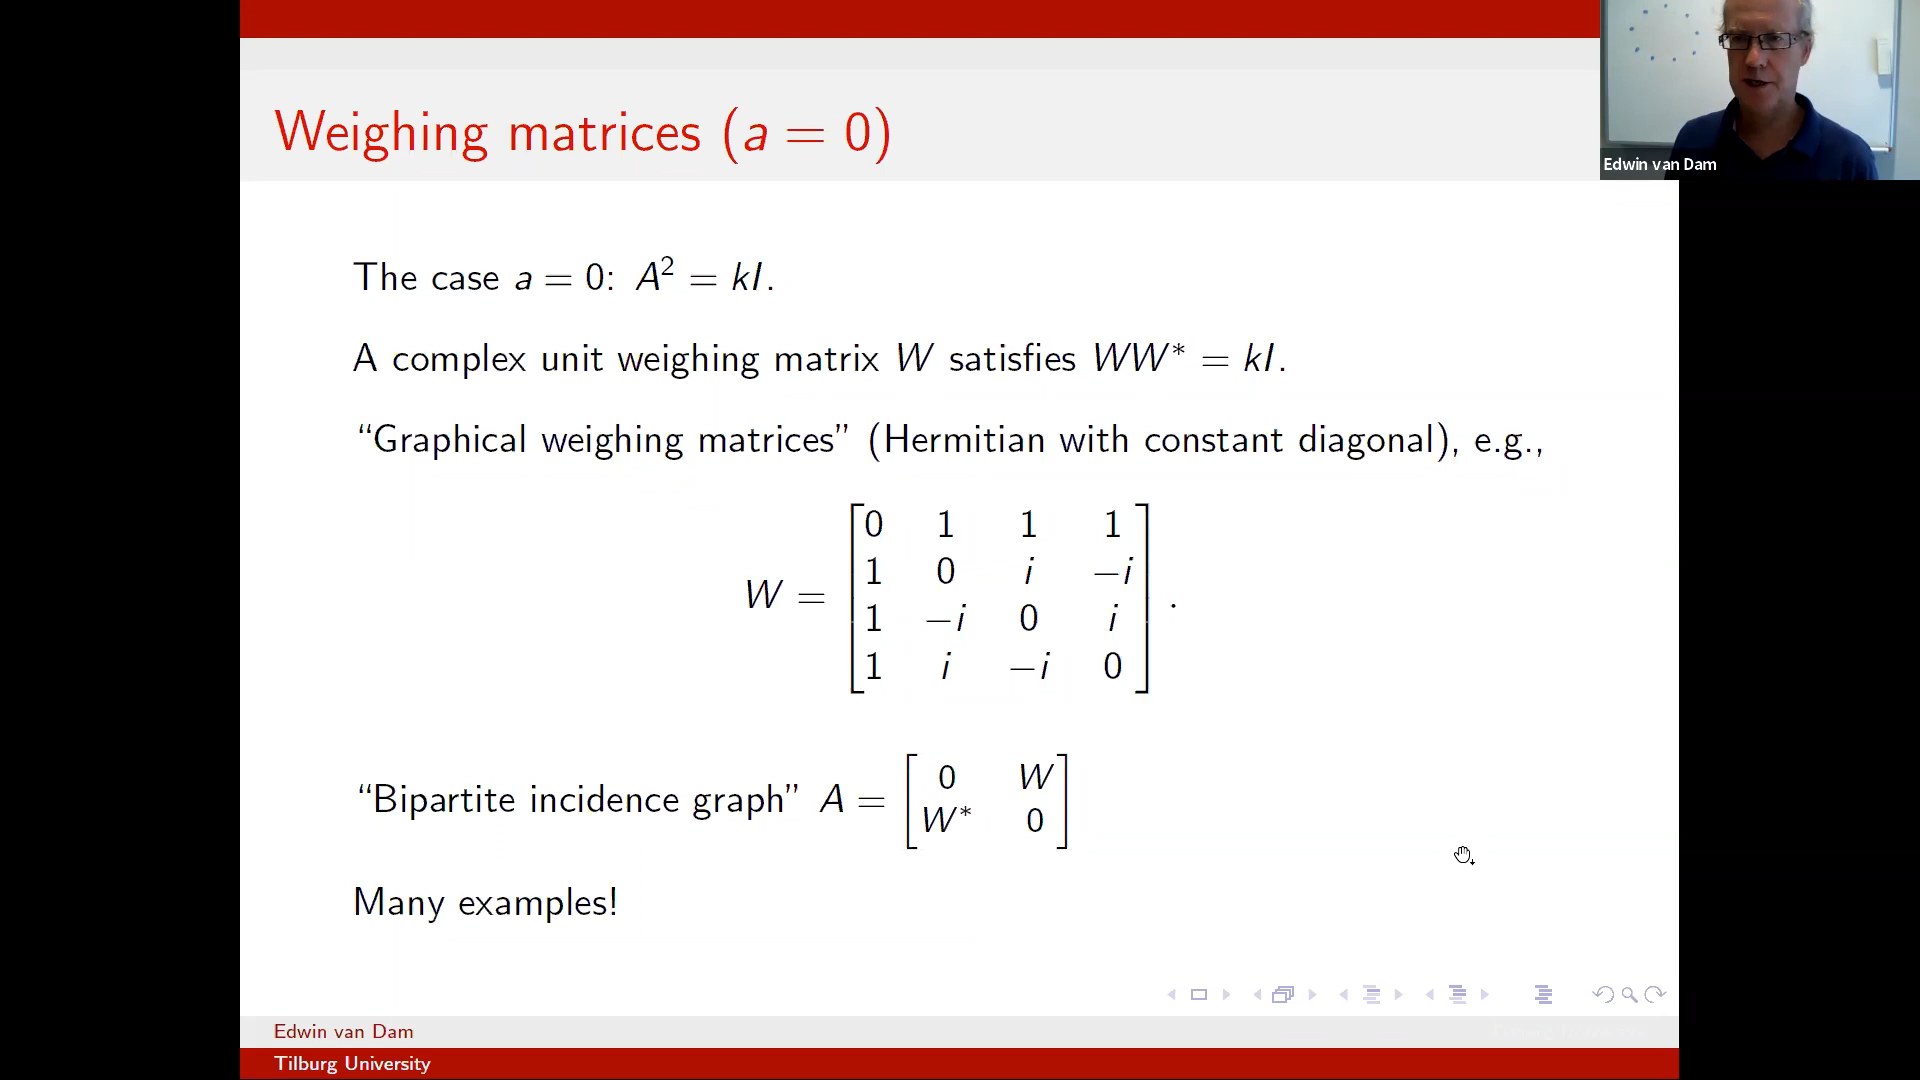 Weighing matrices (a = 0)
Edwin van Dam
The case a = 0: A² = kI.
A complex unit weighing matrix W satisfies WW* = kI.
“Graphical weighing matrices” (Hermitian with constant diagonal), e.g.,
W = [0 1 1 1
1 0 i −i
1 −i 0 i
1 i −i 0].
“Bipartite incidence graph” A = [0 W
W* 0]
Many examples!
Edwin van Dam
Tilburg University